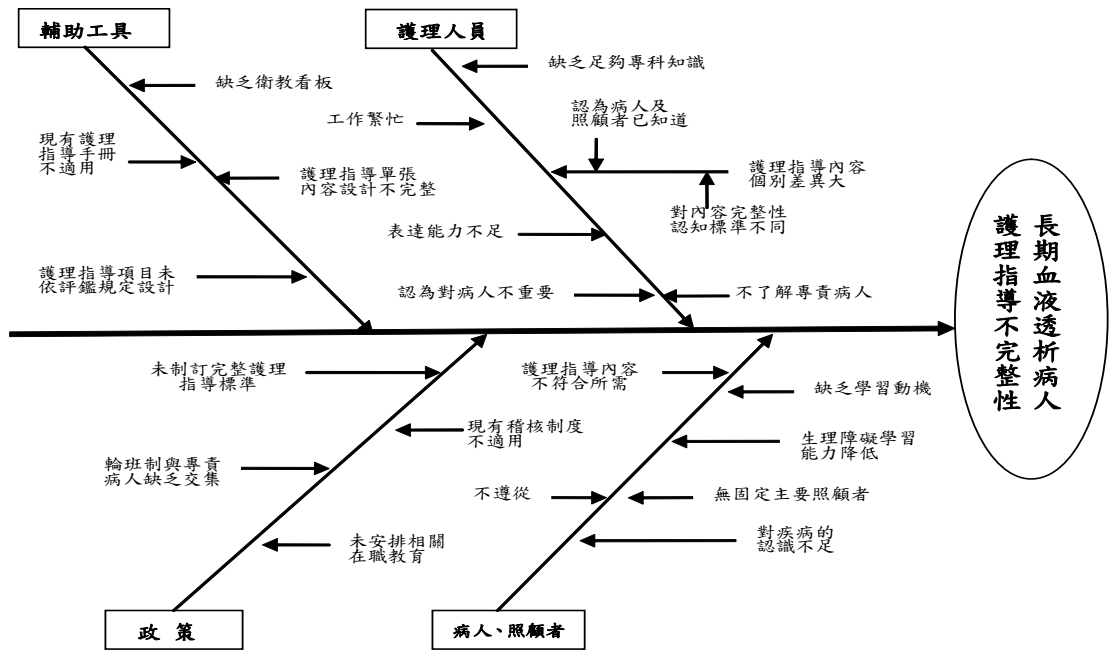 輔助工具
護理人員
缺乏衛教看板
現有護理
指導手冊
不適用
護理指導單張
內容設計不完整
護理指導項目未
依評鑑規定設計
缺乏足夠專科知識
工作繁忙
認為病人及
照顧者已知道
護理指導內容
個別差異大
對內容完整性
認知標準不同
表達能力不足
認為對病人不重要
不了解專責病人
長期血液透析病人
護理指導不完整性
未制訂完整護理
指導標準
現有稽核制度
不適用
輪班制與專責
病人缺乏交集
未安排相關
在職教育
護理指導內容
不符合所需
缺乏學習動機
生理障礙學習
能力降低
不遵從
無固定主要照顧者
對疾病的
認識不足
政 策
病人、照顧者